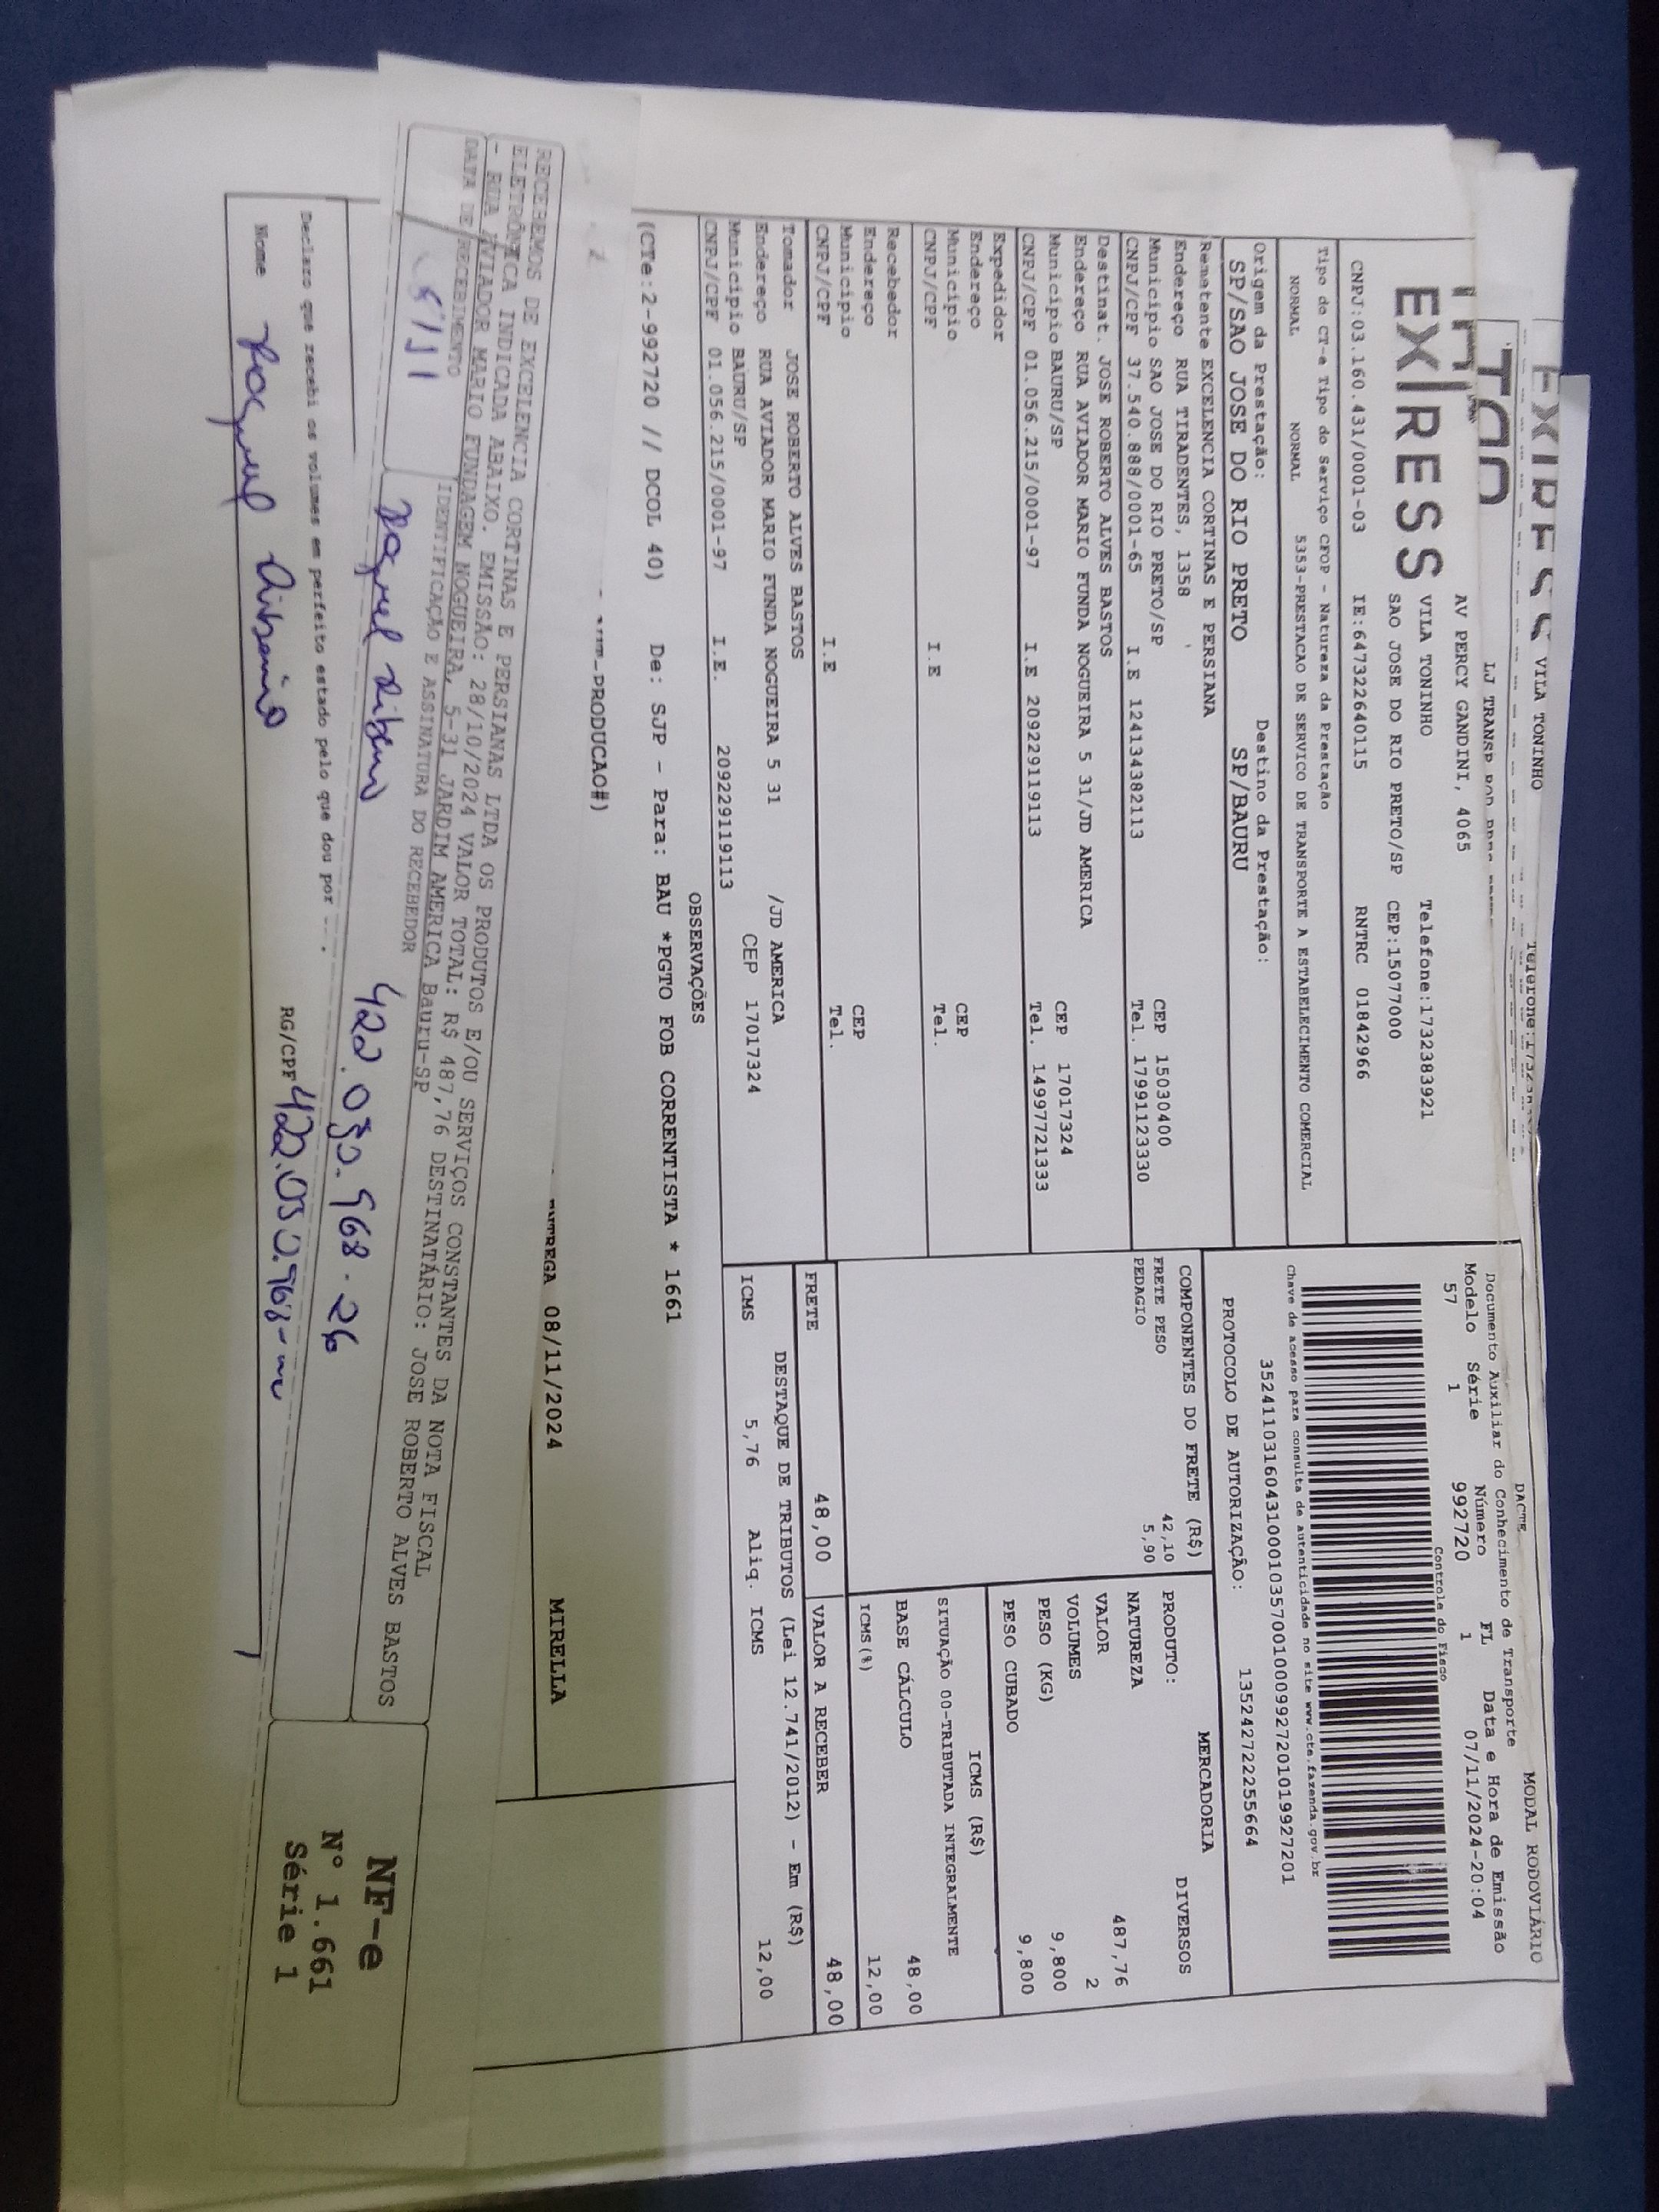 VILA TONINHO
LJ TRANSP
AV PERCY GANDINI, 4065
EXPRESS VILA TONINHO Telefone:1732383921
SAO JOSE DO RIO PRETO/SP CEP:15077000
CNPJ:03.160.431/0001-03 IE:647322640115 RNTRC 01842966
Tipo do CT-e Tipo do Serviço CFOP - Natureza da Prestação
NORMAL NORMAL 5353-PRESTACAO DE SERVICO DE TRANSPORTE A ESTABELECIMENTO COMERCIAL
Origem da Prestação: Destino da Prestação:
SP/SAO JOSE DO RIO PRETO SP/BAURU
Remetente EXCELENCIA CORTINAS E PERSIANA
Endereço RUA TIRADENTES, 1358 CEP 15030400
Municipio SAO JOSE DO RIO PRETO/SP Tel. 17991123330
CNPJ/CPF 37.540.888/0001-65 I.E 124134382113
Destinat. JOSE ROBERTO ALVES BASTOS
Endereço RUA AVIADOR MARIO FUNDA NOGUEIRA 5 31/JD AMERICA
Municipio BAURU/SP CEP 17017324
CNPJ/CPF 01.056.215/0001-97 I.E 209229119113 Tel. 14997721333
Expedidor
Endereço
Municipio CEP
CNPJ/CPF I.E Tel.
Recebedor
Endereço
Municipio CEP
CNPJ/CPF I.E Tel.
Tomador JOSE ROBERTO ALVES BASTOS
Endereço RUA AVIADOR MARIO FUNDA NOGUEIRA 5 31 /JD AMERICA
Municipio BAURU/SP CEP 17017324
CNPJ/CPF 01.056.215/0001-97 I.E. 209229119113
DACTE MODAL RODOVIÁRIO
Documento Auxiliar do Conhecimento de Transporte
Modelo Série Número FL Data e Hora de Emissão
57 1 992720 1 07/11/2024-20:04
Controle do Fisco
Chave de acesso para consulta de autenticidade no site www.cte.fazenda.gov.br
35241103160431000103570010009927201019927201
PROTOCOLO DE AUTORIZAÇÃO: 135242722255664
COMPONENTES DO FRETE (R$)
FRETE PESO 42,10
PEDAGIO 5,90
MERCADORIA
PRODUTO: DIVERSOS
NATUREZA
VALOR 487,76
VOLUMES 2
PESO (KG) 9,800
PESO CUBADO 9,800
ICMS (R$)
SITUAÇÃO 00-TRIBUTADA INTEGRALMENTE
BASE CÁLCULO 48,00
ICMS(%) 12,00
FRETE 48,00 VALOR A RECEBER 48,00
DESTAQUE DE TRIBUTOS (Lei 12.741/2012) - Em (R$)
ICMS 5,76 Aliq. ICMS 12,00
OBSERVAÇÕES
(CTe:2-992720 // DCOL 40) De: SJP - Para: BAU *PGTO FOB CORRENTISTA * 1661
-PRODUCAO#)
08/11/2024 MIRELLA
RECEBEMOS DE EXCELENCIA CORTINAS E PERSIANAS LTDA OS PRODUTOS E/OU SERVIÇOS CONSTANTES DA NOTA FISCAL
ELETRÔNICA INDICADA ABAIXO. EMISSÃO: 28/10/2024 VALOR TOTAL: R$ 487,76 DESTINATÁRIO: JOSE ROBERTO ALVES BASTOS
- RUA AVIADOR MARIO FUNDAGEM NOGUEIRA, 5-31 JARDIM AMERICA Bauru-SP
DATA DE RECEBIMENTO IDENTIFICAÇÃO E ASSINATURA DO RECEBEDOR
Raquel Ribeiro 422.030.968-26
NF-e
Nº 1.661
Série 1
Declaro que recebi os volumes em perfeito estado pelo que dou por
Nome Raquel Ribeiro RG/CPF 422.030.968-